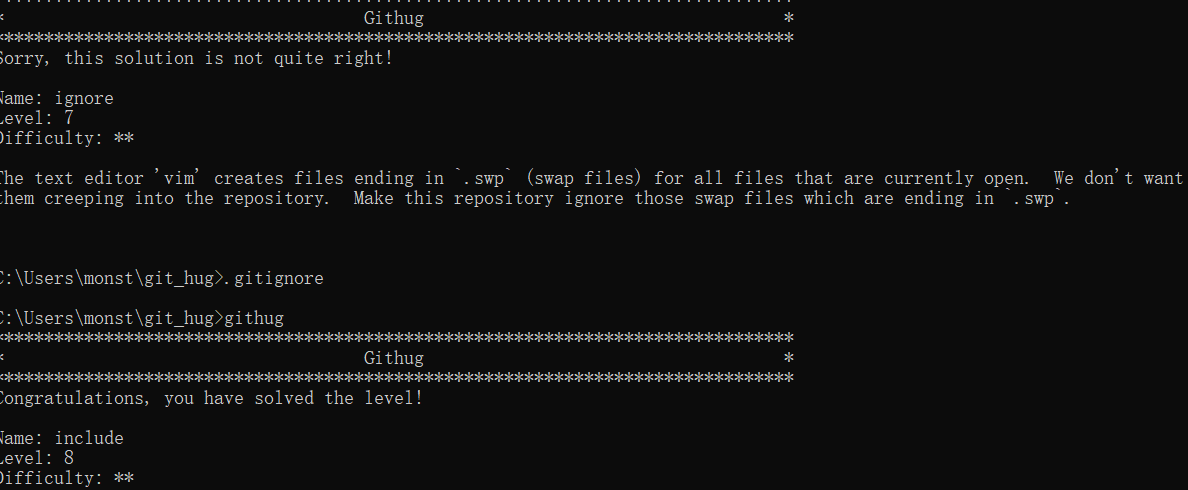 * Githug *
********************************************************************************
Sorry, this solution is not quite right!
Name: ignore
Level: 7
Difficulty: **
The text editor 'vim' creates files ending in `.swp` (swap files) for all files that are currently open.  We don't want
them creeping into the repository.  Make this repository ignore those swap files which are ending in `.swp`.
C:\Users\monst\git_hug>.gitignore
C:\Users\monst\git_hug>githug
********************************************************************************
* Githug *
********************************************************************************
Congratulations, you have solved the level!
Name: include
Level: 8
Difficulty: **